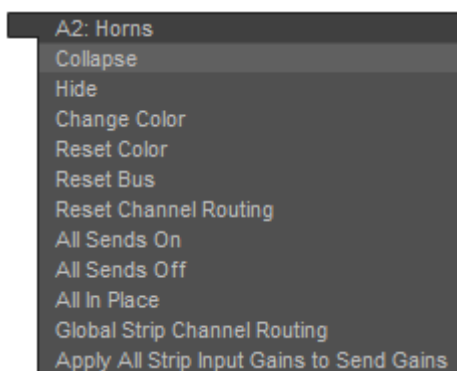 A2: Horns
Collapse
Hide
Change Color
Reset Color
Reset Bus
Reset Channel Routing
All Sends On
All Sends Off
All In Place
Global Strip Channel Routing
Apply All Strip Input Gains to Send Gains